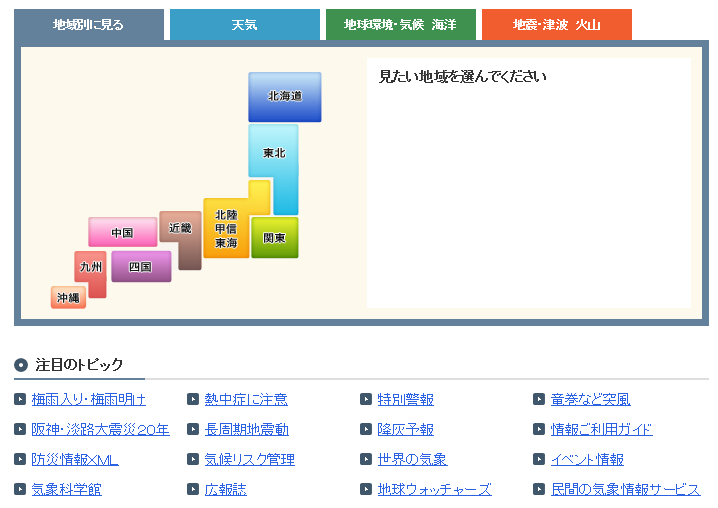 地域別に見る
天気
地球環境・気候 海洋
地震・津波 火山
見たい地域を選んでください
北海道
東北
北陸
甲信
東海
関東
近畿
中国
四国
九州
沖縄
注目のトピック
梅雨入り・梅雨明け
熱中症に注意
特別警報
竜巻など突風
阪神・淡路大震災20年
長周期地震動
降灰予報
情報ご利用ガイド
防災情報XML
気候リスク管理
世界の気象
イベント情報
気象科学館
広報誌
地球ウォッチャーズ
民間の気象情報サービス